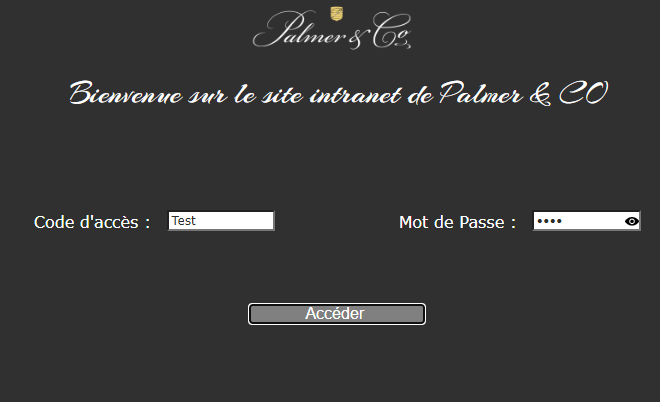 Palmer & Co
Bienvenue sur le site intranet de Palmer & CO
Code d'accès : Test Mot de Passe : ••••
Accéder